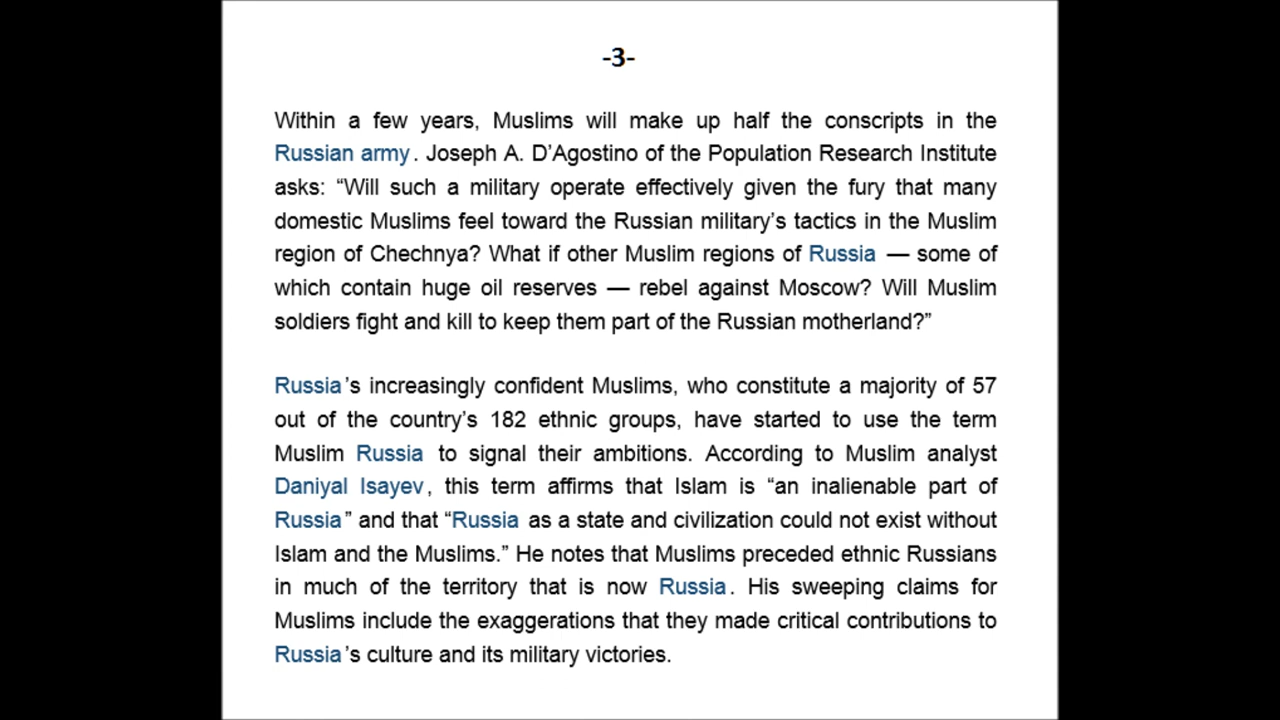 -3-
Within a few years, Muslims will make up half the conscripts in the
Russian army. Joseph A. D’Agostino of the Population Research Institute
asks: “Will such a military operate effectively given the fury that many
domestic Muslims feel toward the Russian military’s tactics in the Muslim
region of Chechnya? What if other Muslim regions of Russia — some of
which contain huge oil reserves — rebel against Moscow? Will Muslim
soldiers fight and kill to keep them part of the Russian motherland?”
Russia’s increasingly confident Muslims, who constitute a majority of 57
out of the country’s 182 ethnic groups, have started to use the term
Muslim Russia to signal their ambitions. According to Muslim analyst
Daniyal Isayev, this term affirms that Islam is “an inalienable part of
Russia” and that “Russia as a state and civilization could not exist without
Islam and the Muslims.” He notes that Muslims preceded ethnic Russians
in much of the territory that is now Russia. His sweeping claims for
Muslims include the exaggerations that they made critical contributions to
Russia’s culture and its military victories.